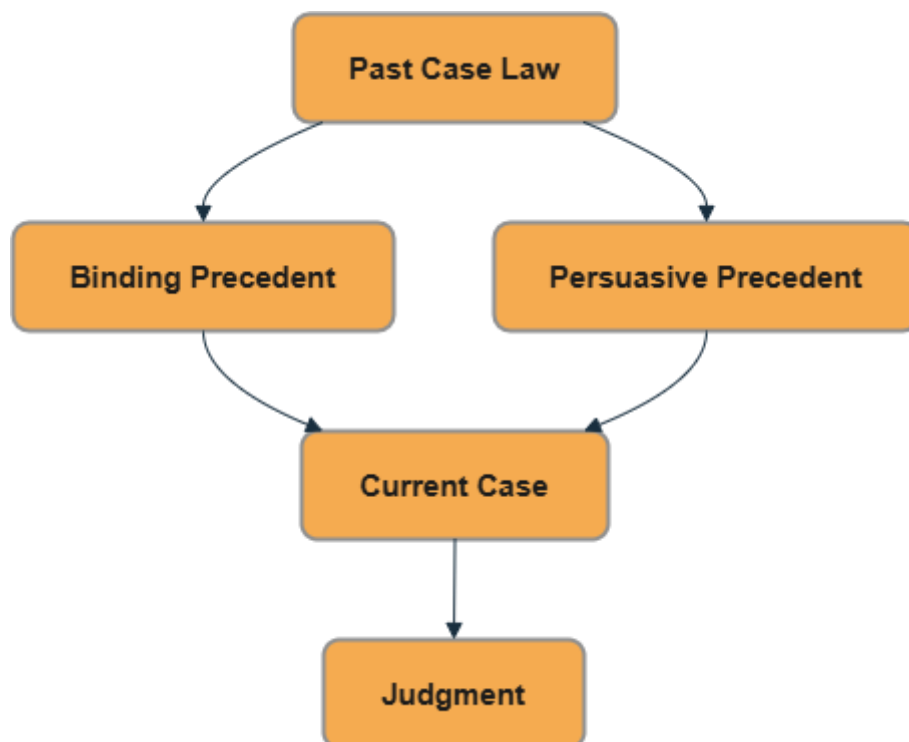 Past Case Law
Binding Precedent
Persuasive Precedent
Current Case
Judgment